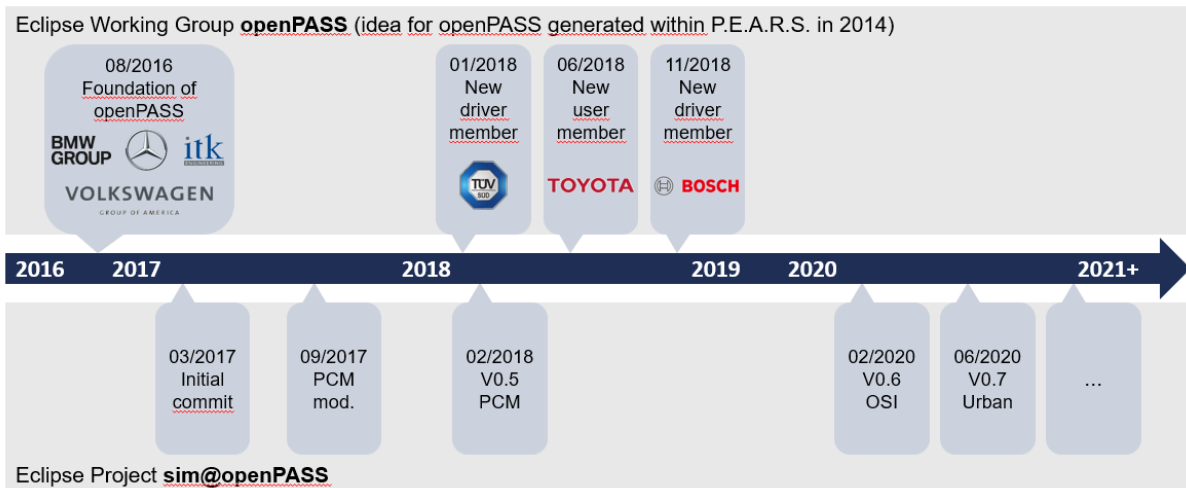 Eclipse Working Group openPASS (idea for openPASS generated within P.E.A.R.S. in 2014)
08/2016
Foundation of
openPASS
BMW
GROUP
itk
ENGINEERING
VOLKSWAGEN
GROUP OF AMERICA
01/2018
New
driver
member
TÜV
SÜD
06/2018
New
user
member
TOYOTA
11/2018
New
driver
member
BOSCH
2016 2017 2018 2019 2020 2021+
03/2017
Initial
commit
09/2017
PCM
mod.
02/2018
V0.5
PCM
02/2020
V0.6
OSI
06/2020
V0.7
Urban
...
Eclipse Project sim@openPASS